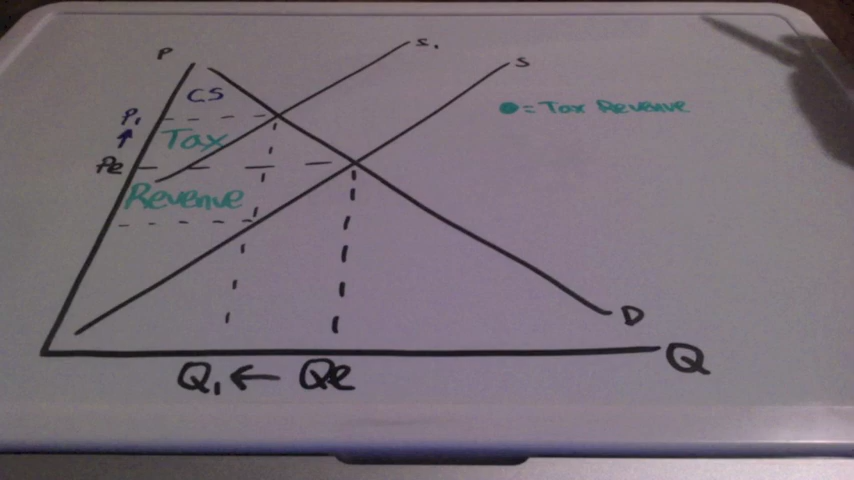 P
S₁
S
CS
● = Tax Revenue
P₁
↑
Tax
Pe
Revenue
D
Q
Q₁ ← Qe